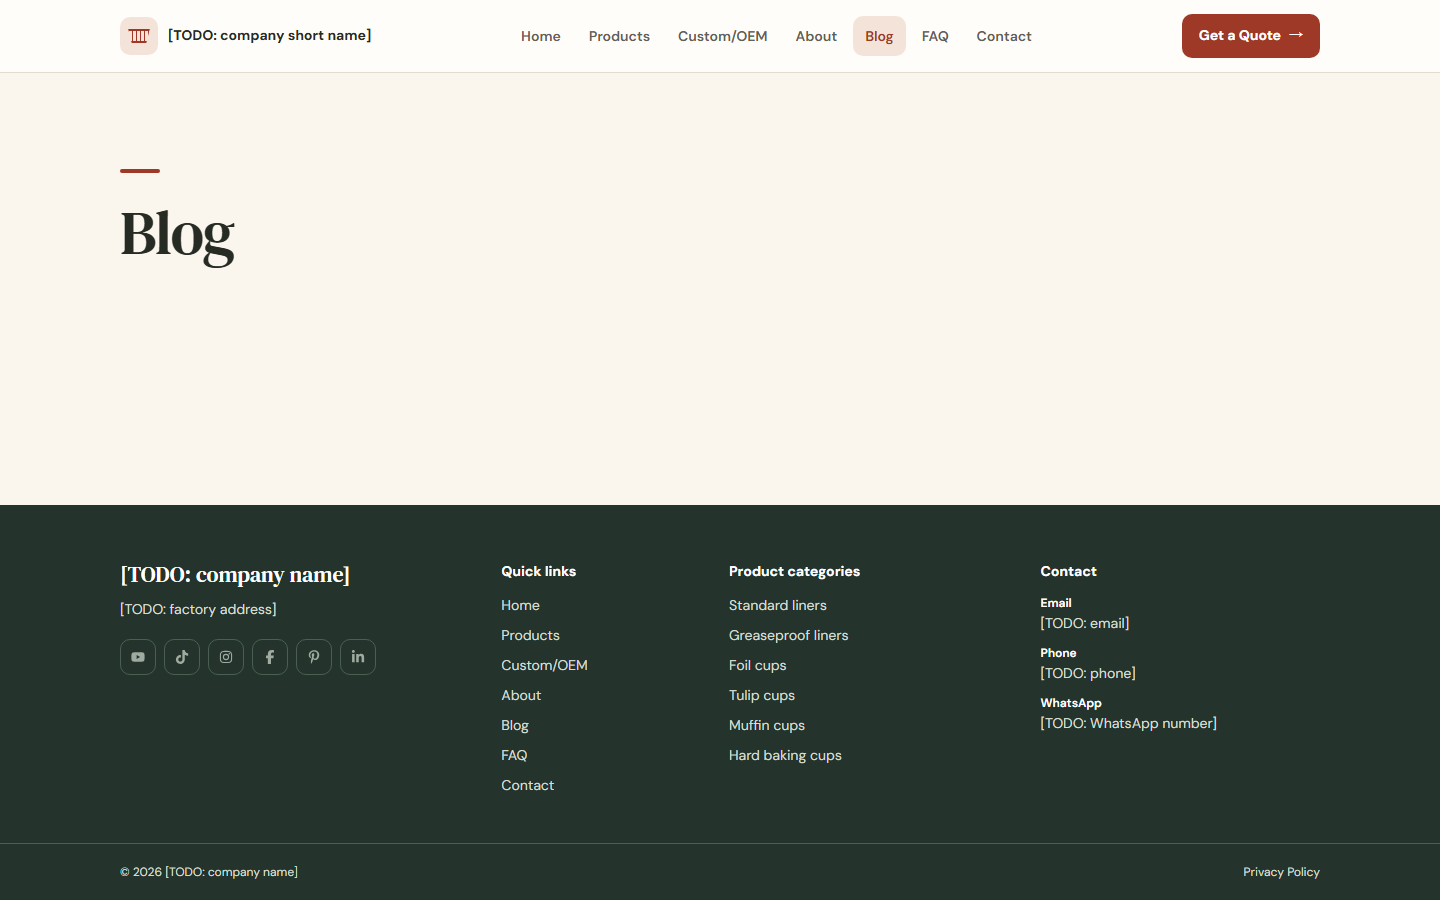 [TODO: company short name]
Home
Products
Custom/OEM
About
Blog
FAQ
Contact
Get a Quote →
Blog
[TODO: company name]
[TODO: factory address]
Quick links
Home
Products
Custom/OEM
About
Blog
FAQ
Contact
Product categories
Standard liners
Greaseproof liners
Foil cups
Tulip cups
Muffin cups
Hard baking cups
Contact
Email
[TODO: email]
Phone
[TODO: phone]
WhatsApp
[TODO: WhatsApp number]
© 2026 [TODO: company name]
Privacy Policy